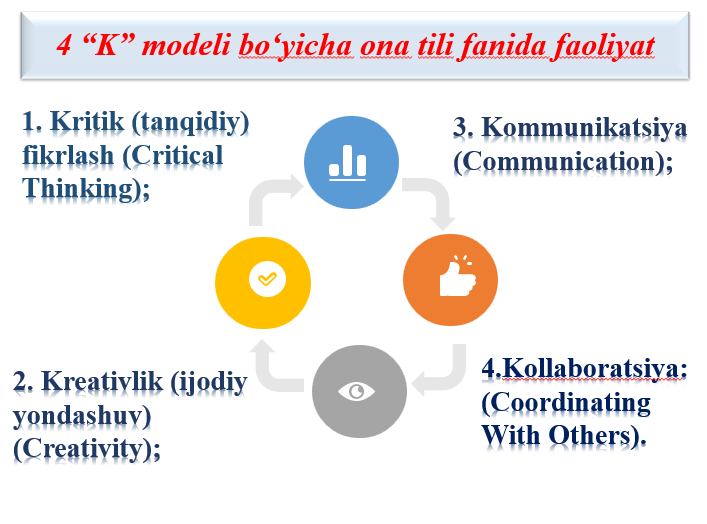 4 “K” modeli bo‘yicha ona tili fanida faoliyat
1. Kritik (tanqidiy)
fikrlash (Critical
Thinking);
2. Kreativlik (ijodiy
yondashuv)
(Creativity);
3. Kommunikatsiya
(Communication);
4.Kollaboratsiya:
(Coordinating
With Others).